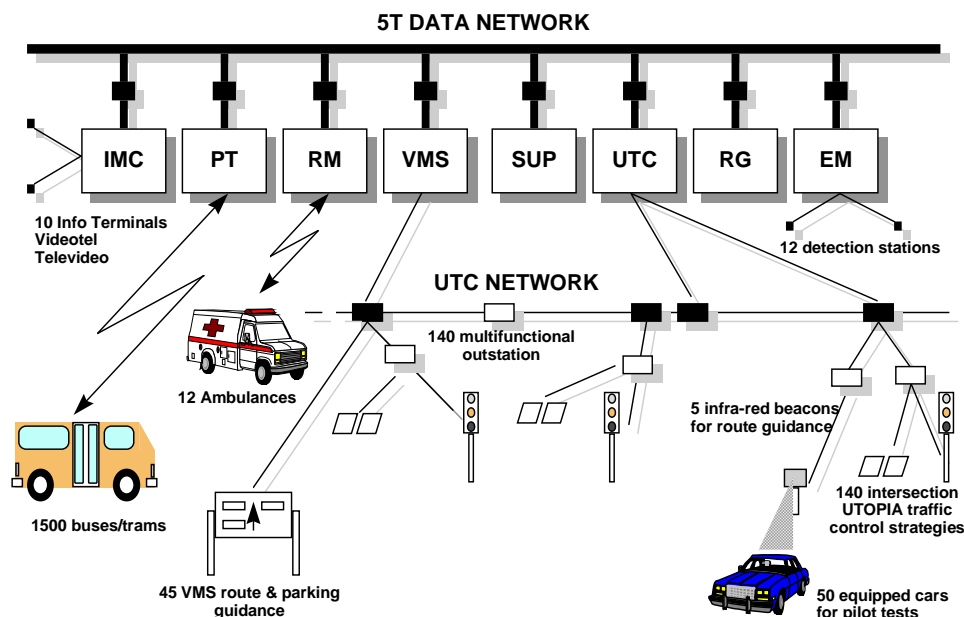 5T DATA NETWORK
IMC
PT
RM
VMS
SUP
UTC
RG
EM
10 Info Terminals
Videotel
Televideo
12 detection stations
UTC NETWORK
140 multifunctional
outstation
12 Ambulances
5 infra-red beacons
for route guidance
1500 buses/trams
140 intersection
UTOPIA traffic
control strategies
45 VMS route & parking
guidance
50 equipped cars
for pilot tests